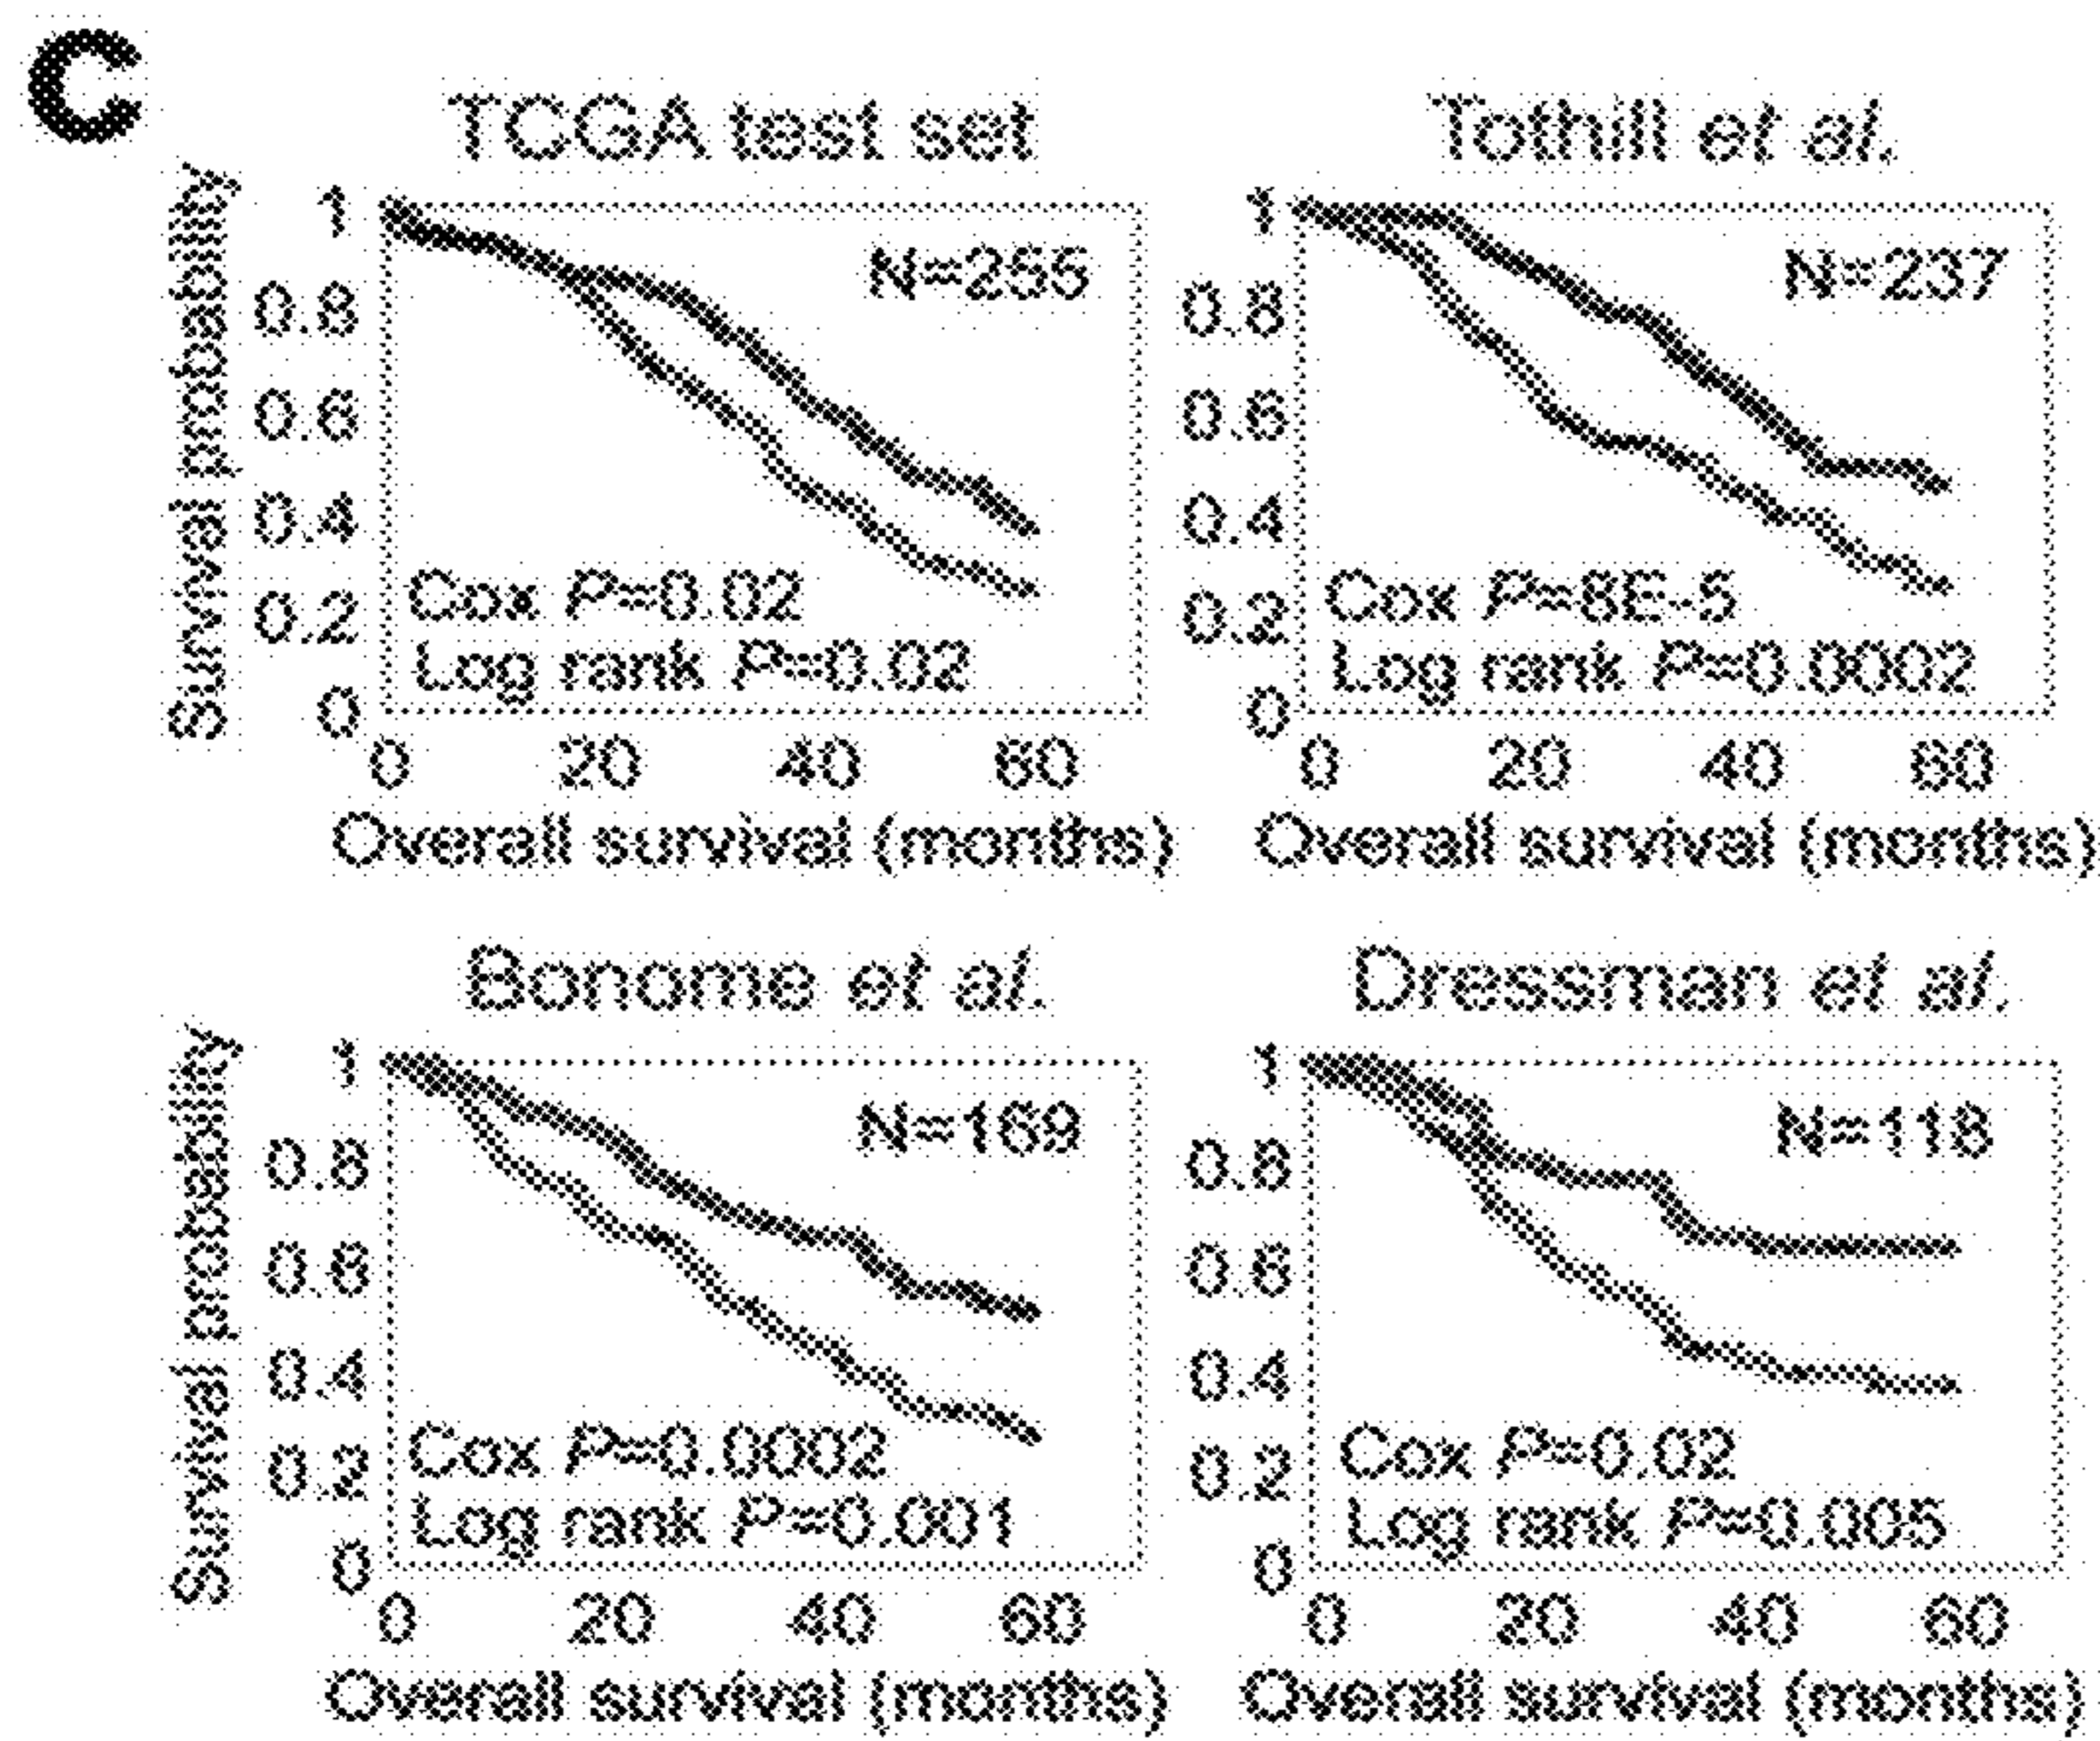 C
TCGA test set
Survival probability
1
0.8
0.6
0.4
0.2
0
N=255
Cox P=0.02
Log rank P=0.02
0 20 40 60
Overall survival (months)
Tothill et al.
1
0.8
0.6
0.4
0.2
0
N=237
Cox P=8E-5
Log rank P=0.0002
0 20 40 60
Overall survival (months)
Bonome et al.
Survival probability
1
0.8
0.6
0.4
0.2
0
N=169
Cox P=0.0002
Log rank P=0.001
0 20 40 60
Overall survival (months)
Dressman et al.
1
0.8
0.6
0.4
0.2
0
N=118
Cox P=0.02
Log rank P=0.005
0 20 40 60
Overall survival (months)